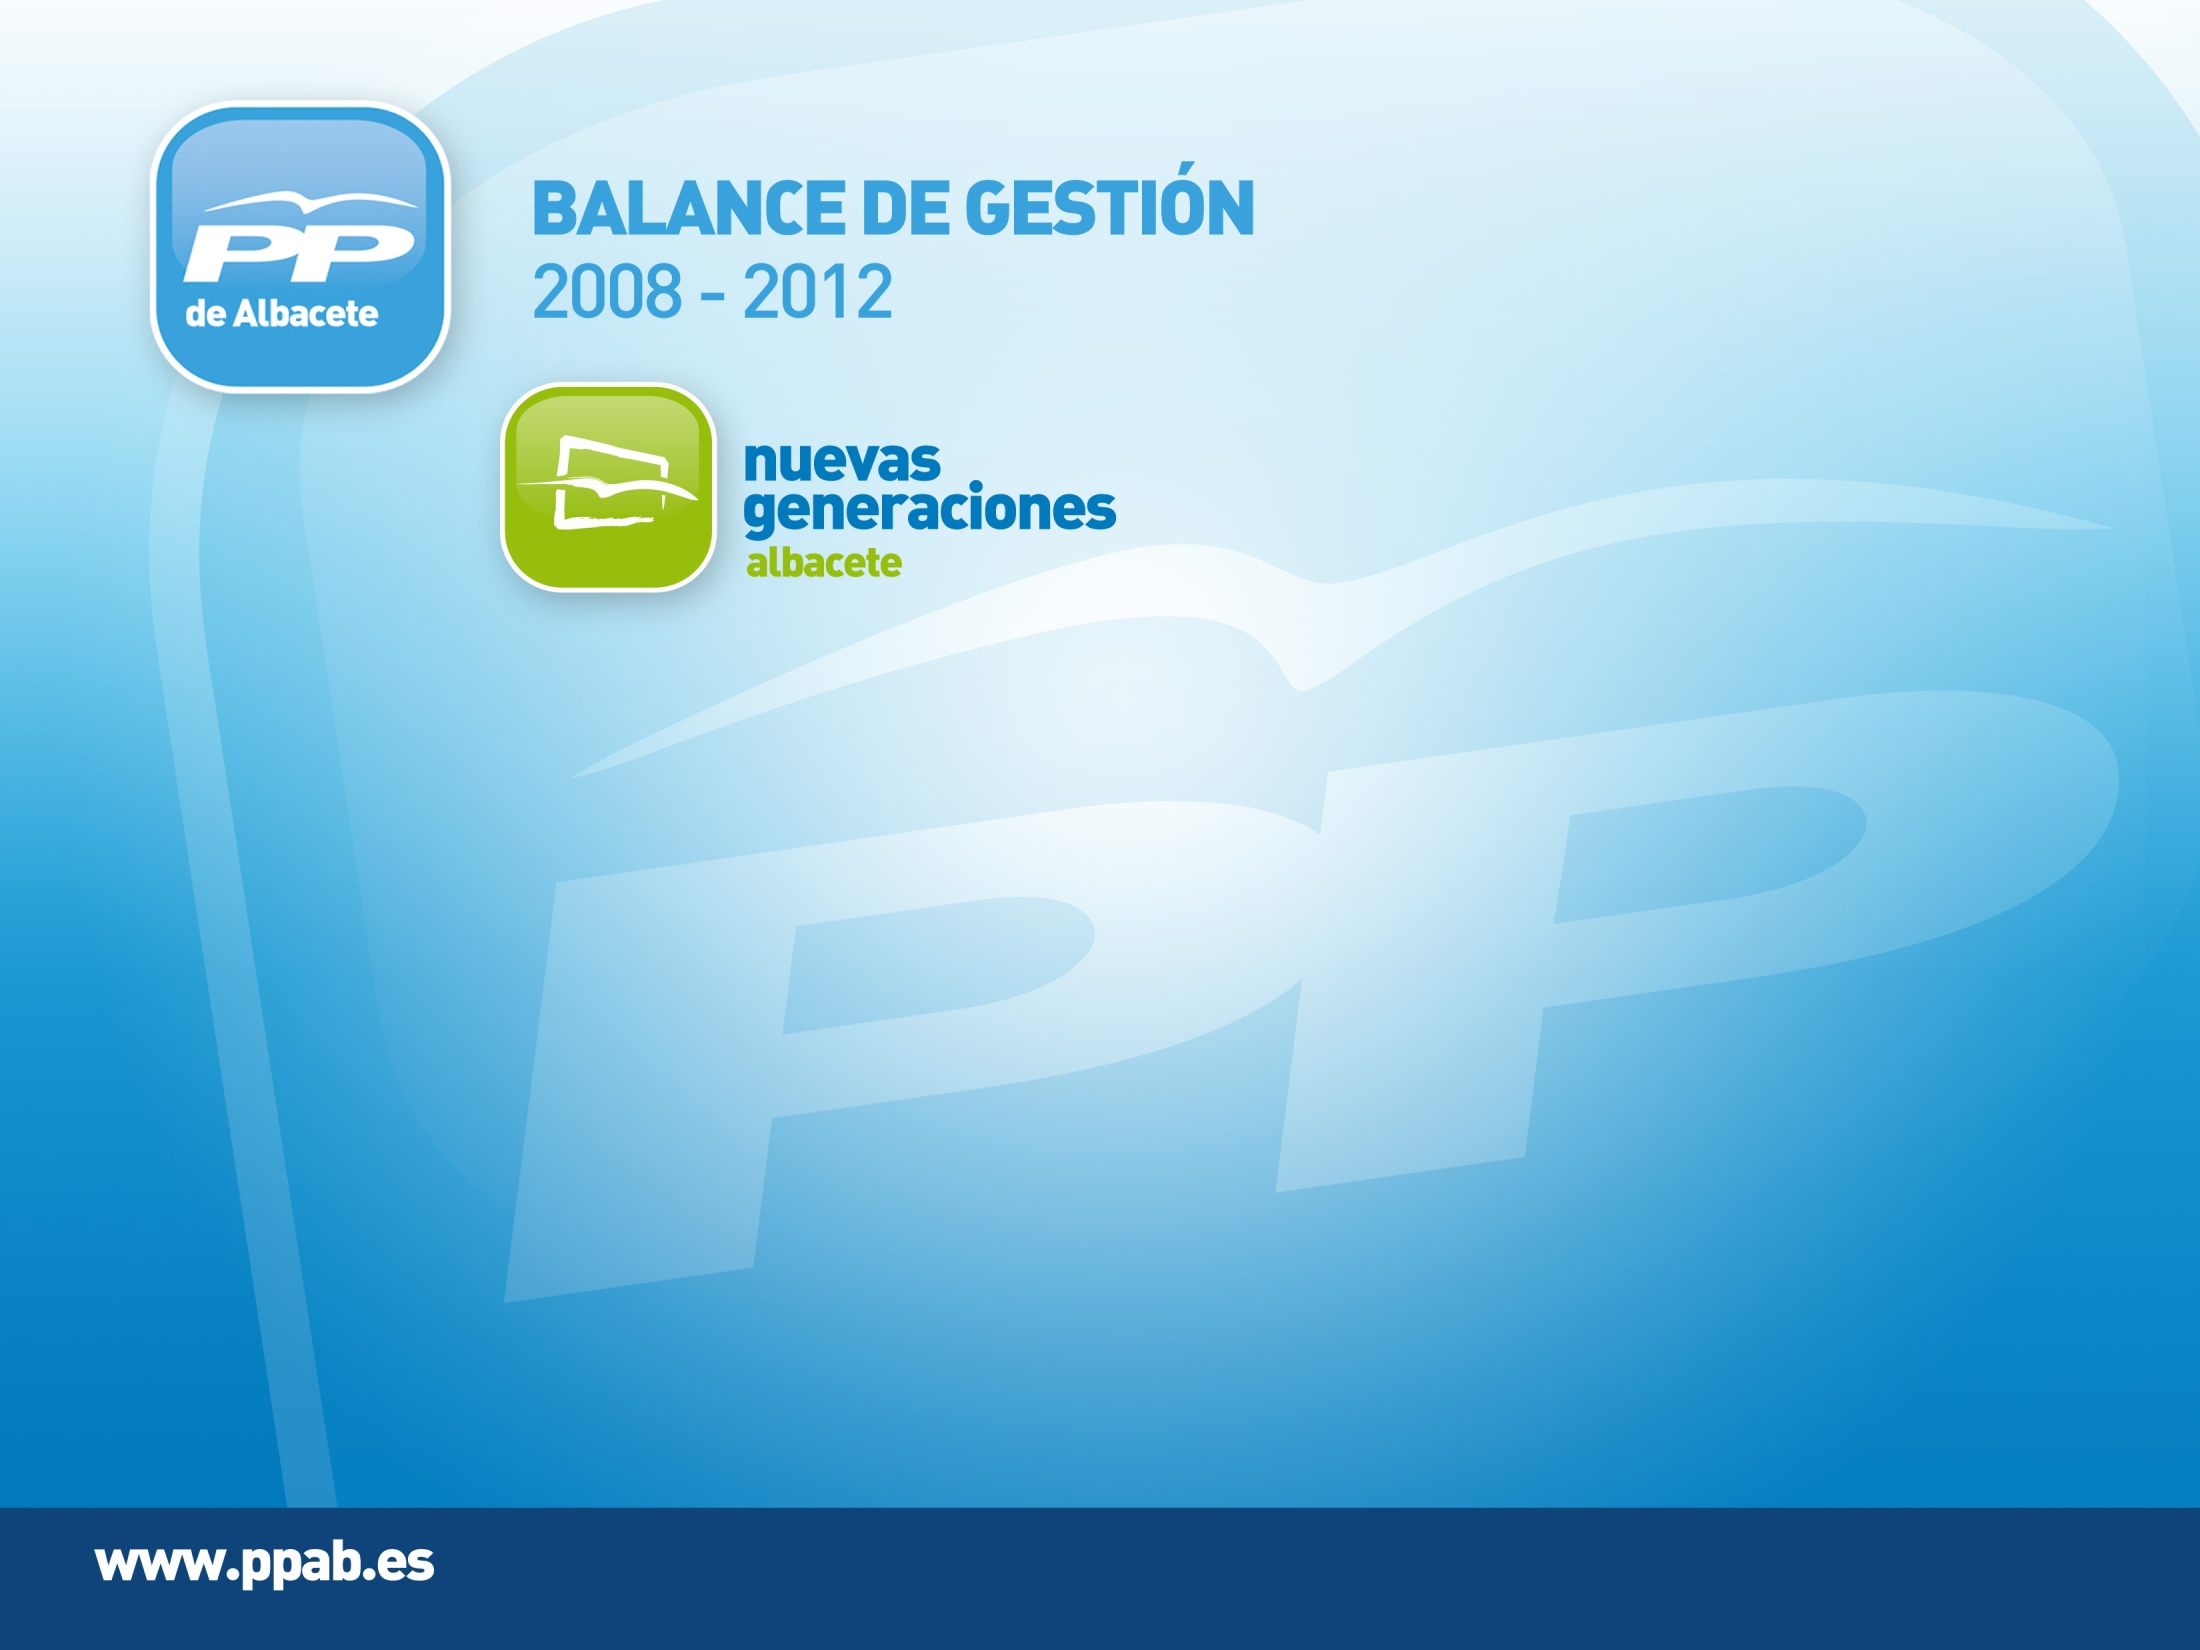 PP
de Albacete
BALANCE DE GESTIÓN
2008 - 2012
nuevas
generaciones
albacete
PP
www.ppab.es